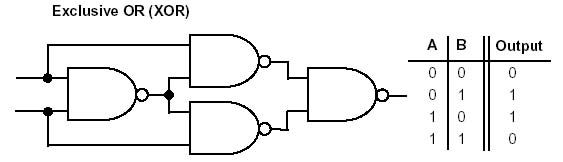 Exclusive OR (XOR)
A B Output
0 0 0
0 1 1
1 0 1
1 1 0